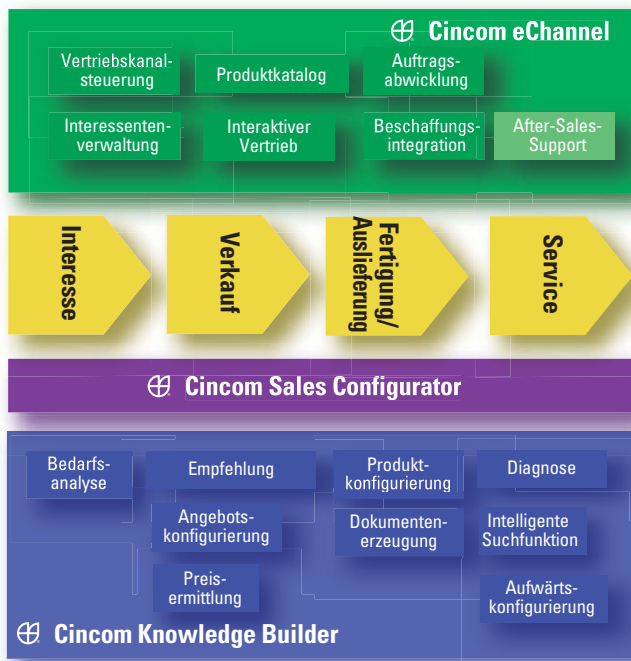 Cincom eChannel
Vertriebskanal-
steuerung
Produktkatalog
Auftrags-
abwicklung
Interessenten-
verwaltung
Interaktiver
Vertrieb
Beschaffungs-
integration
After-Sales-
Support
Interesse
Verkauf
Fertigung/
Auslieferung
Service
Cincom Sales Configurator
Bedarfs-
analyse
Empfehlung
Produkt-
konfigurierung
Diagnose
Angebots-
konfigurierung
Dokumenten-
erzeugung
Intelligente
Suchfunktion
Preis-
ermittlung
Aufwärts-
konfigurierung
Cincom Knowledge Builder